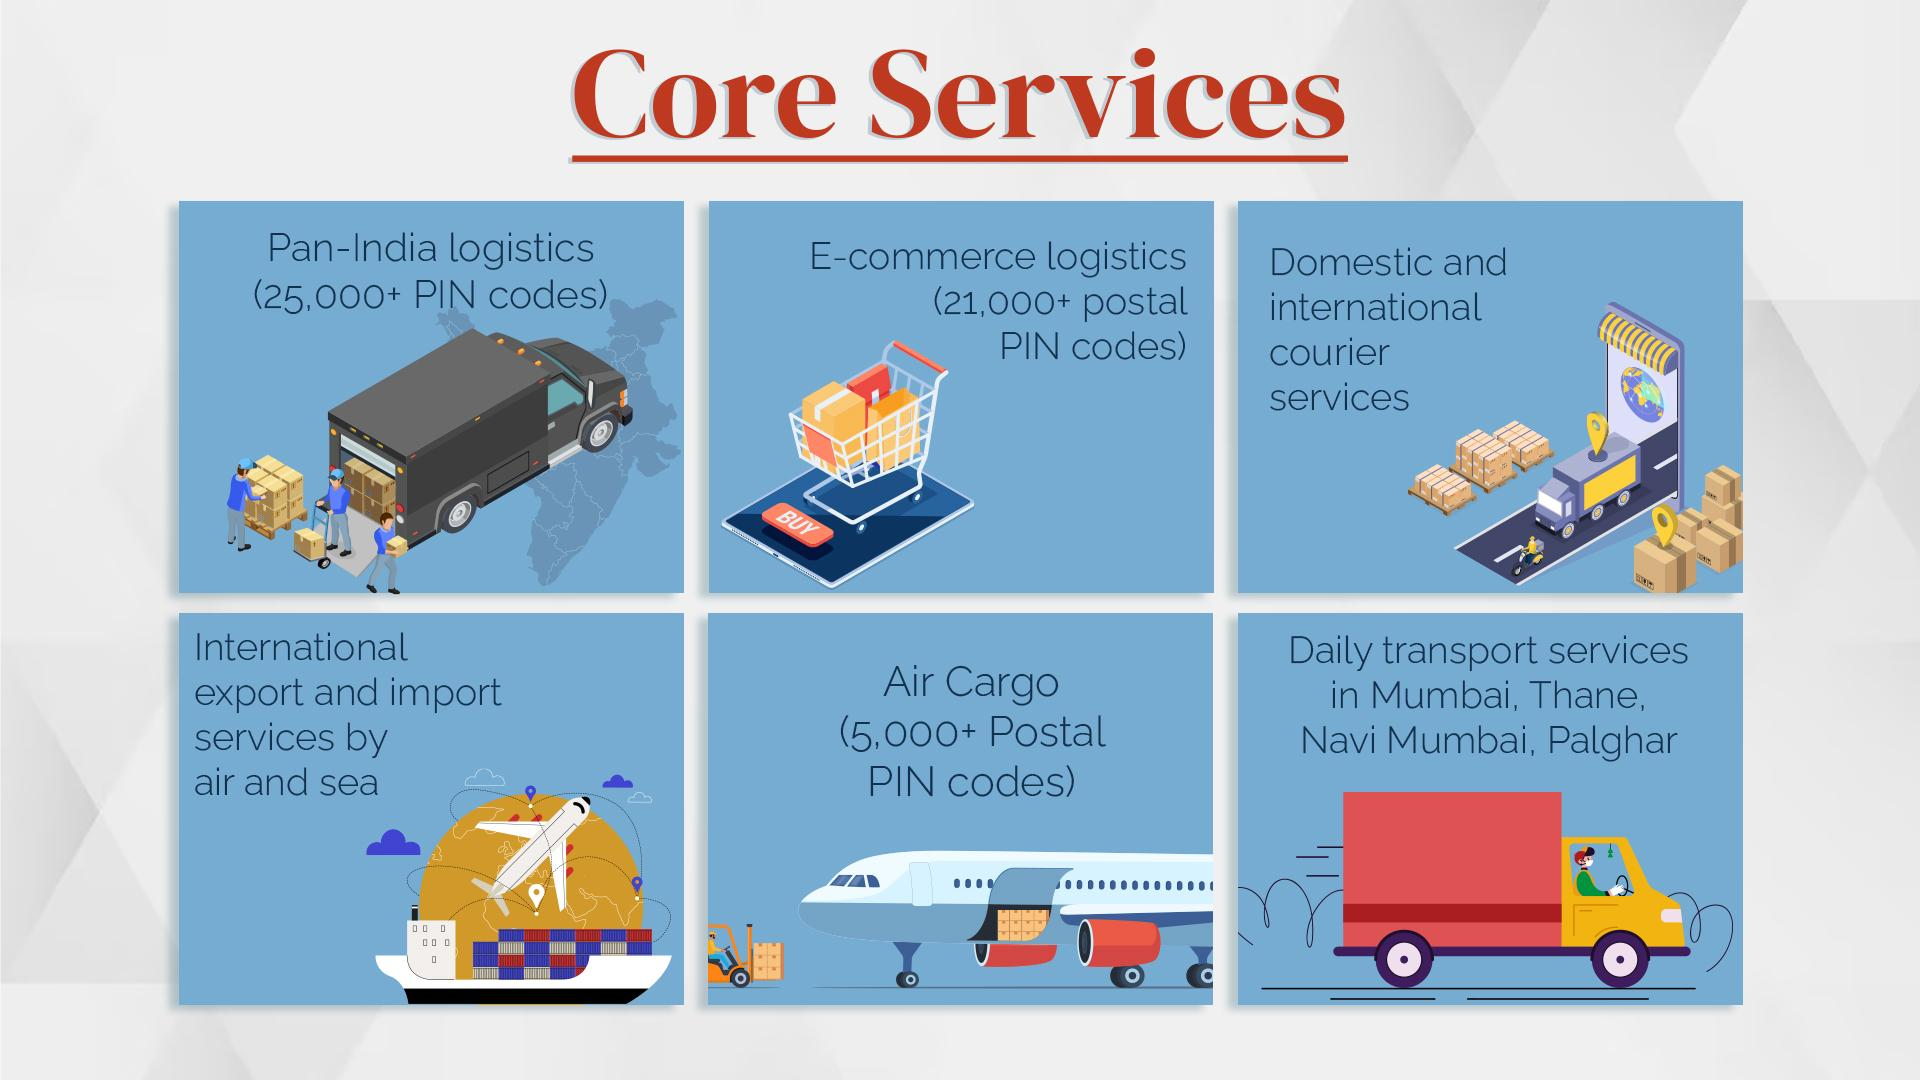 Core Services
Pan-India logistics
(25,000+ PIN codes)
E-commerce logistics
(21,000+ postal
PIN codes)
BUY
Domestic and
international
courier
services
International
export and import
services by
air and sea
Air Cargo
(5,000+ Postal
PIN codes)
Daily transport services
in Mumbai, Thane,
Navi Mumbai, Palghar